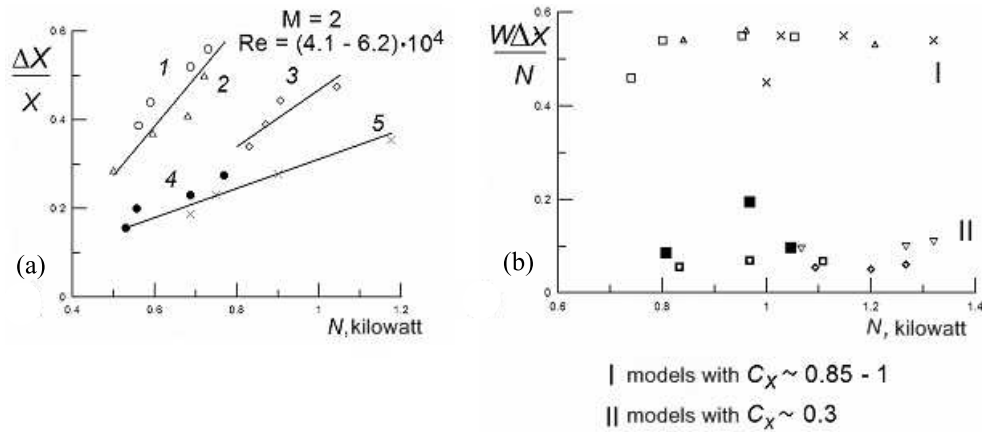 M = 2
Re = (4.1 - 6.2)·10⁴
ΔX
X
0.6
0.4
0.2
0
1
2
3
4
5
0.4
0.6
0.8
1
1.2
N, kilowatt
(a)
WΔX
N
0.6
0.4
0.2
0
I
II
0.6
0.8
1
1.2
1.4
N, kilowatt
(b)
I models with Cₓ ~ 0.85 - 1
II models with Cₓ ~ 0.3